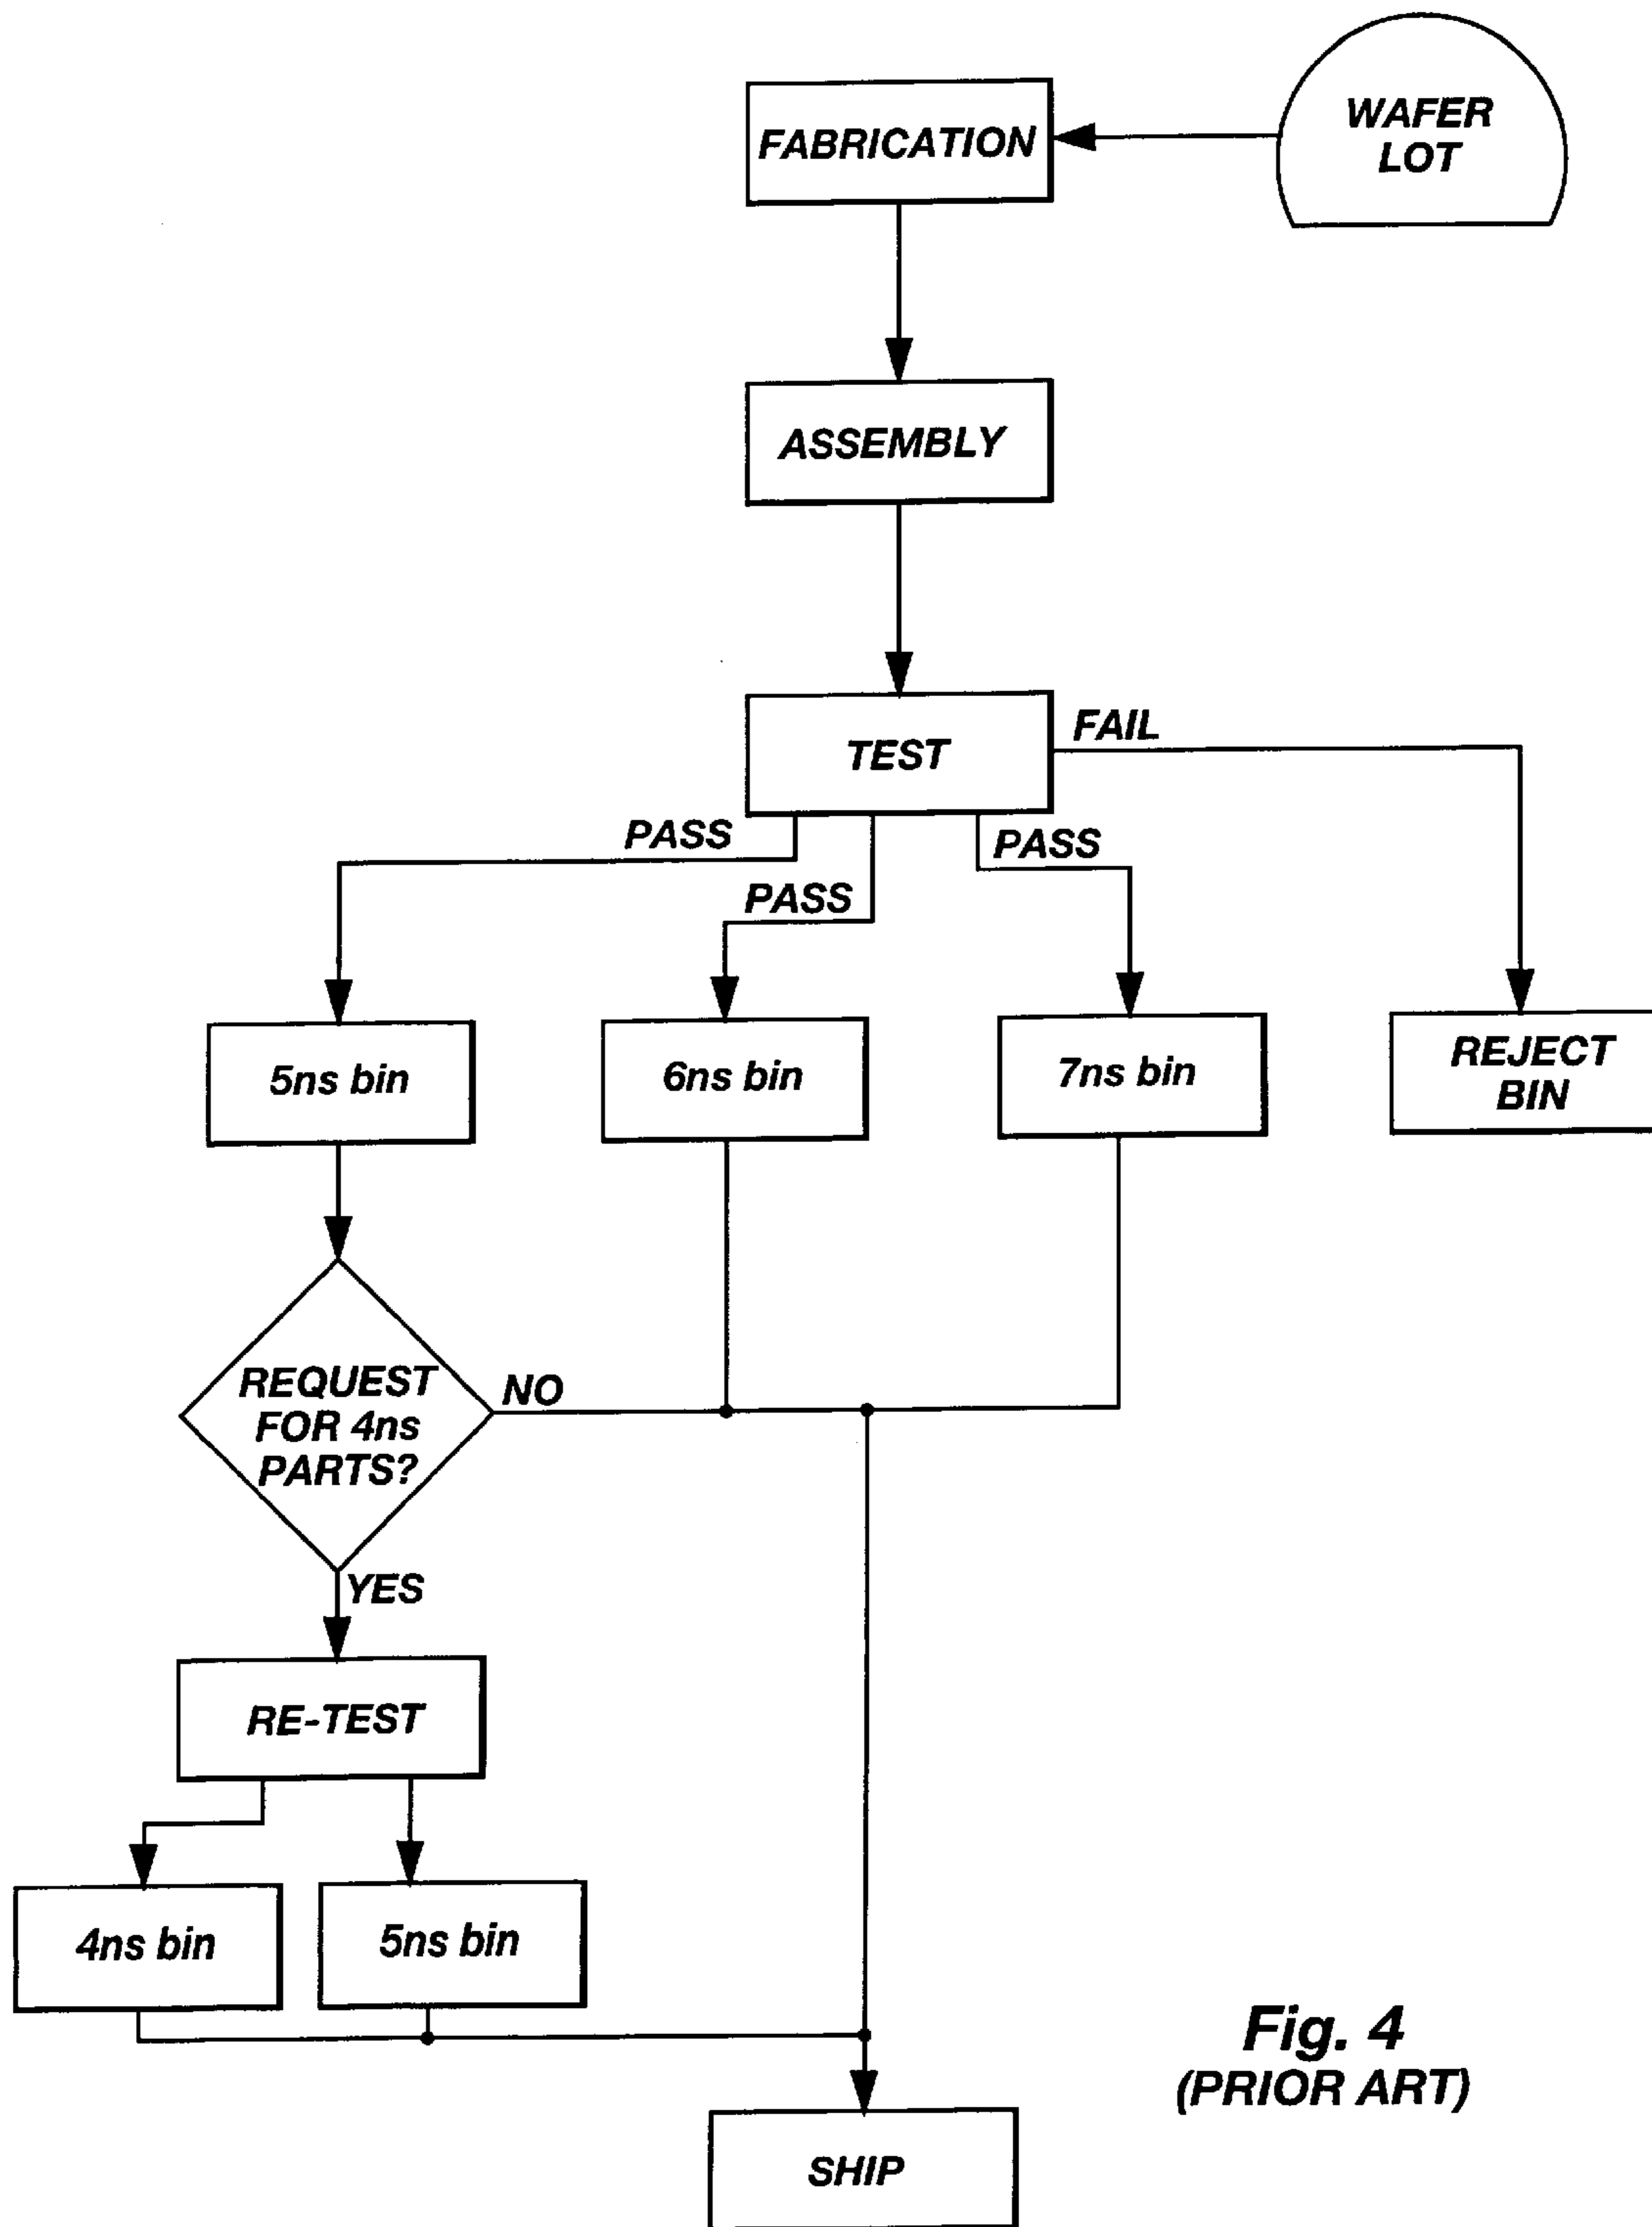 WAFER
LOT
FABRICATION
ASSEMBLY
TEST
FAIL
PASS
PASS
PASS
5ns bin
6ns bin
7ns bin
REJECT
BIN
REQUEST
FOR 4ns
PARTS?
NO
YES
RE-TEST
4ns bin
5ns bin
Fig. 4
(PRIOR ART)
SHIP